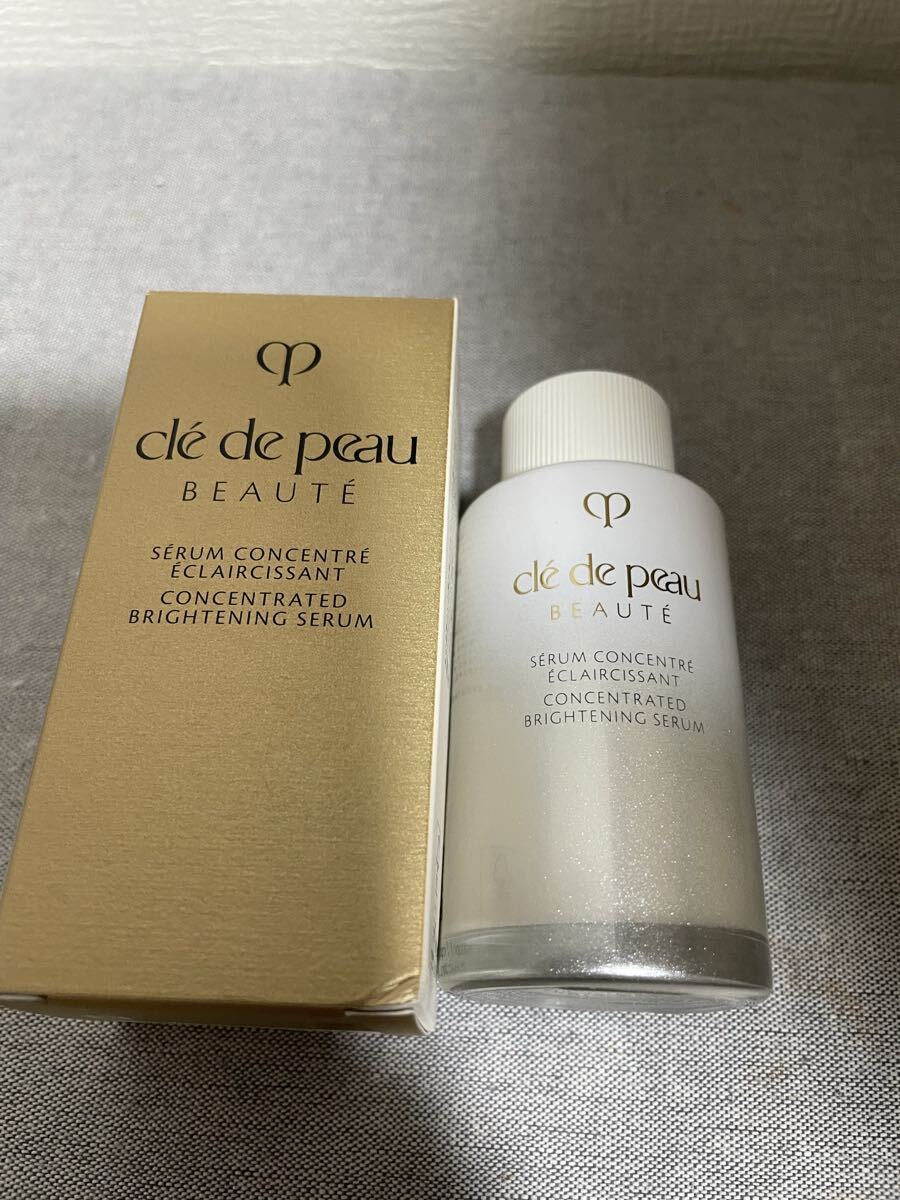 clé de peau
BEAUTÉ
SÉRUM CONCENTRÉ
ÉCLAIRCISSANT
CONCENTRATED
BRIGHTENING SERUM
clé de peau
BEAUTÉ
SÉRUM CONCENTRÉ
ÉCLAIRCISSANT
CONCENTRATED
BRIGHTENING SERUM